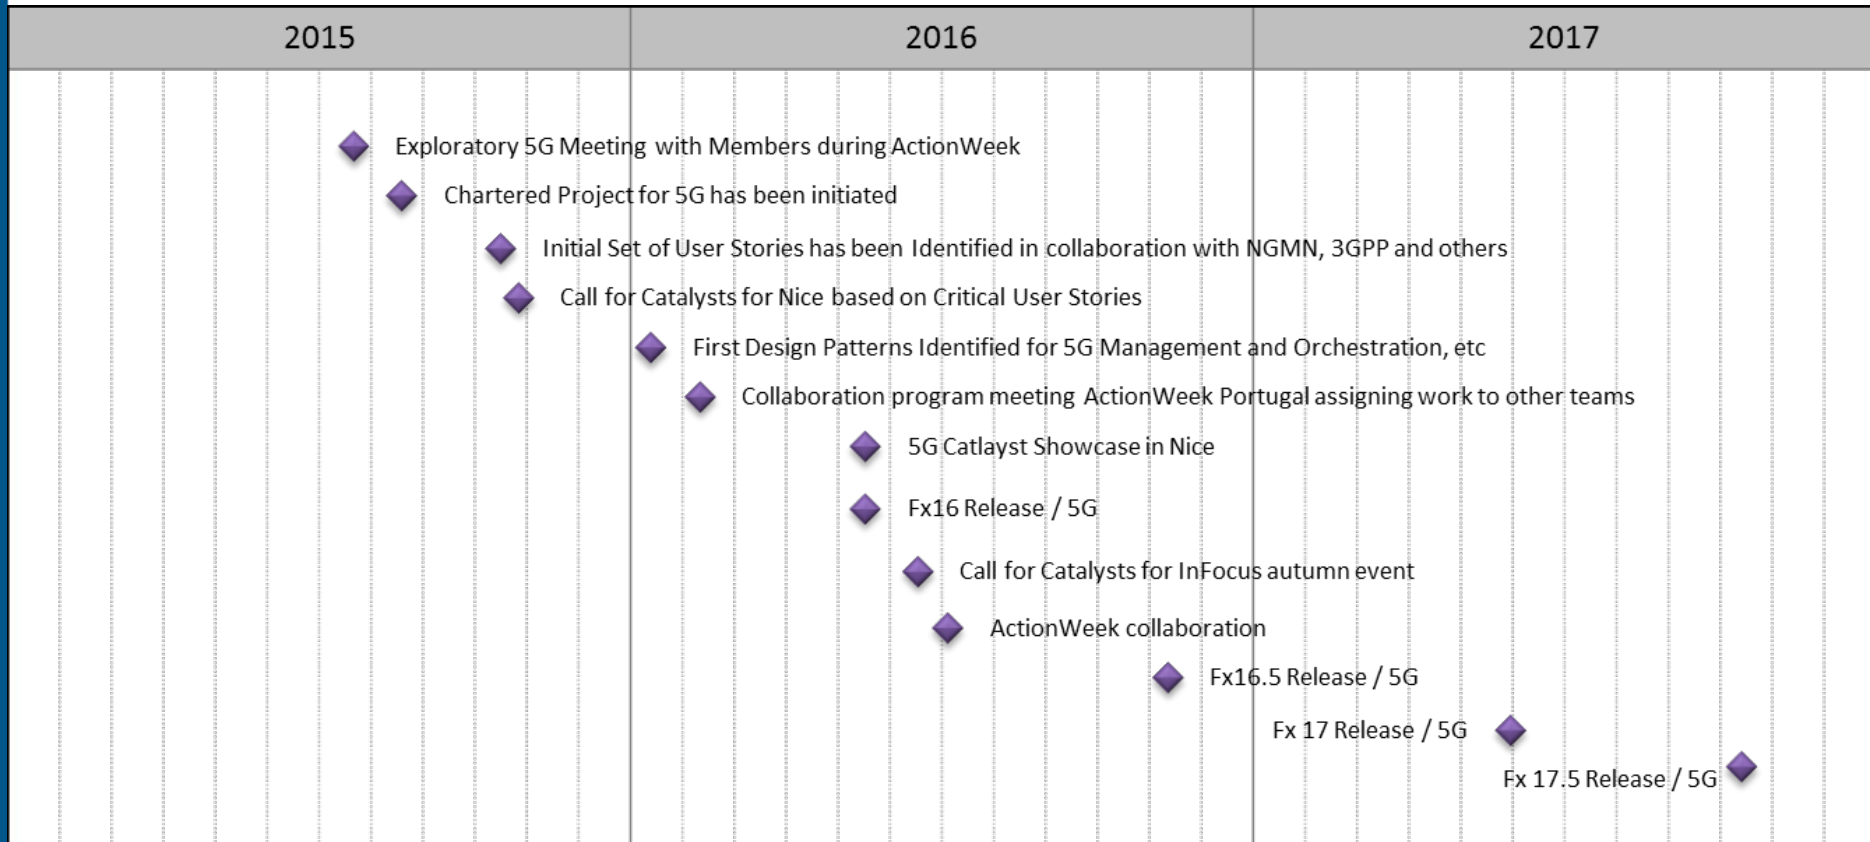 2015 2016 2017
Exploratory 5G Meeting with Members during ActionWeek
Chartered Project for 5G has been initiated
Initial Set of User Stories has been Identified in collaboration with NGMN, 3GPP and others
Call for Catalysts for Nice based on Critical User Stories
First Design Patterns Identified for 5G Management and Orchestration, etc
Collaboration program meeting ActionWeek Portugal assigning work to other teams
5G Catlayst Showcase in Nice
Fx16 Release / 5G
Call for Catalysts for InFocus autumn event
ActionWeek collaboration
Fx16.5 Release / 5G
Fx 17 Release / 5G
Fx 17.5 Release / 5G